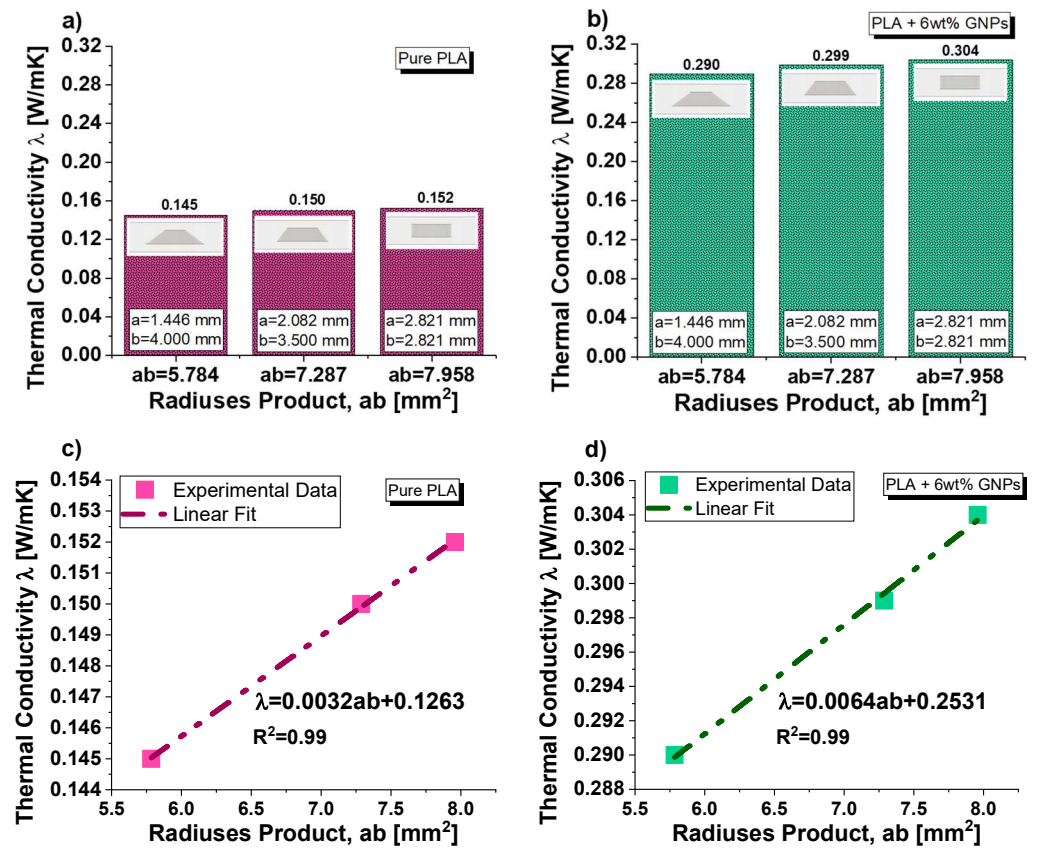 a)
Pure PLA
Thermal Conductivity λ [W/mK]
0.32
0.28
0.24
0.20
0.16
0.12
0.08
0.04
0.00
0.145
0.150
0.152
a=1.446 mm
b=4.000 mm
a=2.082 mm
b=3.500 mm
a=2.821 mm
b=2.821 mm
ab=5.784
ab=7.287
ab=7.958
Radiuses Product, ab [mm²]
b)
PLA + 6wt% GNPs
Thermal Conductivity λ [W/mK]
0.32
0.28
0.24
0.20
0.16
0.12
0.08
0.04
0.00
0.290
0.299
0.304
a=1.446 mm
b=4.000 mm
a=2.082 mm
b=3.500 mm
a=2.821 mm
b=2.821 mm
ab=5.784
ab=7.287
ab=7.958
Radiuses Product, ab [mm²]
c)
Thermal Conductivity λ [W/mK]
0.154
0.153
0.152
0.151
0.150
0.149
0.148
0.147
0.146
0.145
0.144
Experimental Data
Linear Fit
Pure PLA
λ=0.0032ab+0.1263
R²=0.99
5.5
6.0
6.5
7.0
7.5
8.0
Radiuses Product, ab [mm²]
d)
Thermal Conductivity λ [W/mK]
0.306
0.304
0.302
0.300
0.298
0.296
0.294
0.292
0.290
0.288
Experimental Data
Linear Fit
PLA + 6wt% GNPs
λ=0.0064ab+0.2531
R²=0.99
5.5
6.0
6.5
7.0
7.5
8.0
Radiuses Product, ab [mm²]